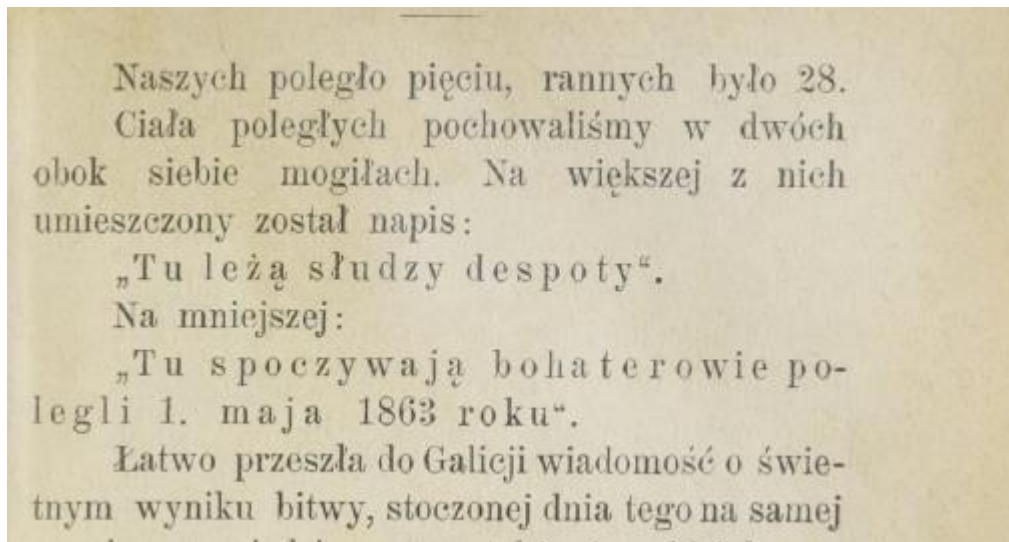 Naszych poległo pięciu, rannych było 28.
Ciała poległych pochowaliśmy w dwóch
obok siebie mogiłach. Na większej z nich
umieszczony został napis:
„Tu leżą słudzy despoty“.
Na mniejszej:
„Tu spoczywają bohaterowie po-
legli 1. maja 1863 roku“.
Łatwo przeszła do Galicji wiadomość o świe-
tnym wyniku bitwy, stoczonej dnia tego na samej